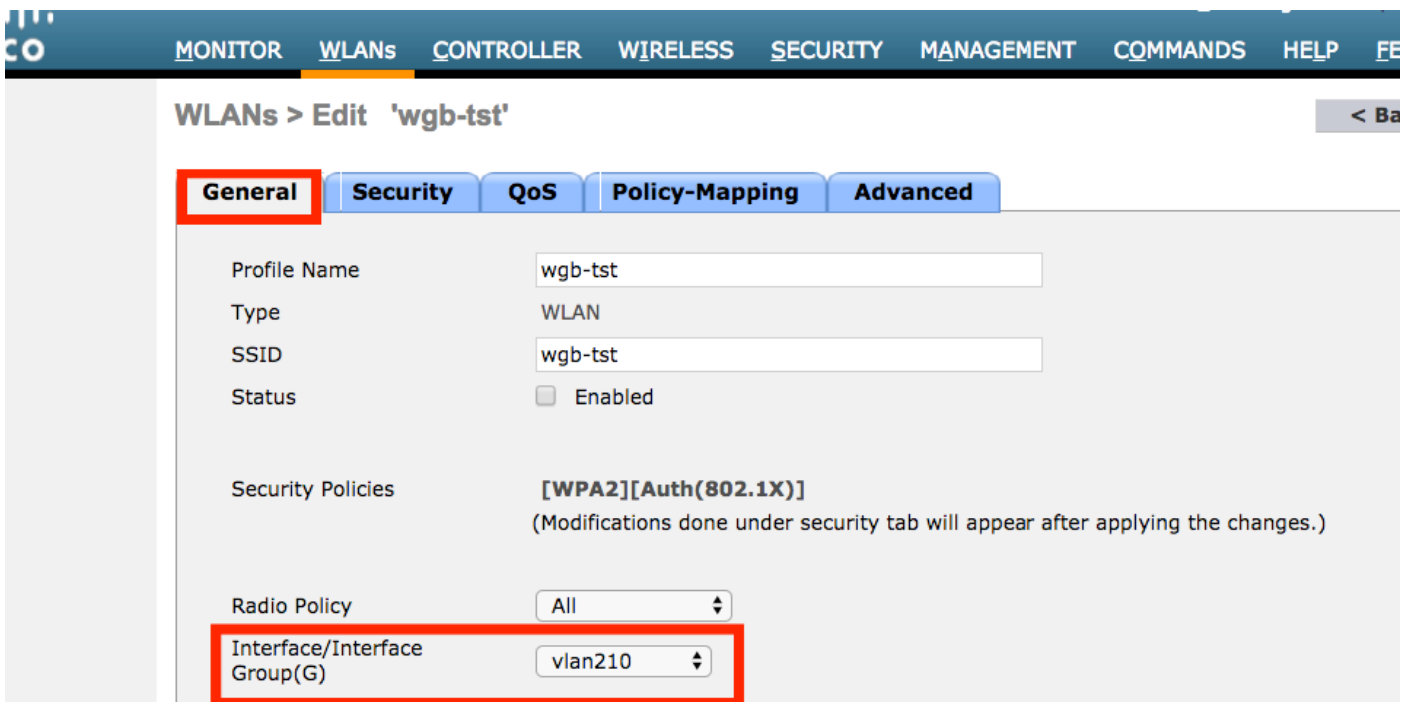 CO MONITOR WLANs CONTROLLER WIRELESS SECURITY MANAGEMENT COMMANDS HELP FE
WLANs > Edit 'wgb-tst' < Ba
General Security QoS Policy-Mapping Advanced
Profile Name wgb-tst
Type WLAN
SSID wgb-tst
Status Enabled
Security Policies [WPA2][Auth(802.1X)]
(Modifications done under security tab will appear after applying the changes.)
Radio Policy All
Interface/Interface
Group(G) vlan210